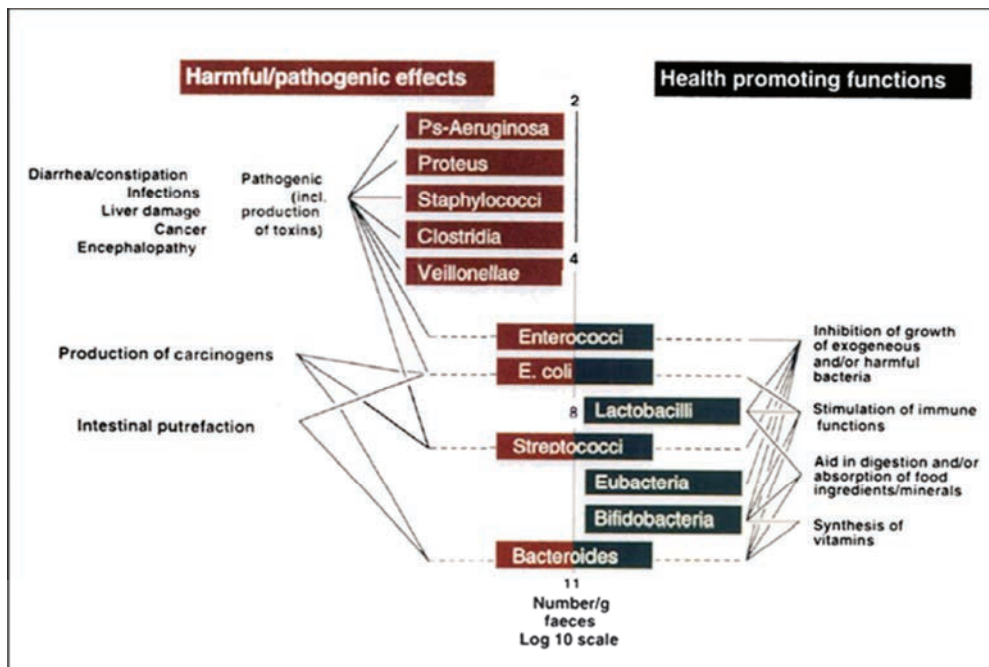 Harmful/pathogenic effects
Health promoting functions
2
Ps-Aeruginosa
Proteus
Staphylococci
Clostridia
4
Veillonellae
Diarrhea/constipation
Infections
Liver damage
Cancer
Encephalopathy
Pathogenic
(incl.
production
of toxins)
Enterococci
E. coli
8
Lactobacilli
Streptococci
Eubacteria
Bifidobacteria
Bacteroides
11
Number/g
faeces
Log 10 scale
Production of carcinogens
Intestinal putrefaction
Inhibition of growth
of exogeneous
and/or harmful
bacteria
Stimulation of immune
functions
Aid in digestion and/or
absorption of food
ingredients/minerals
Synthesis of
vitamins